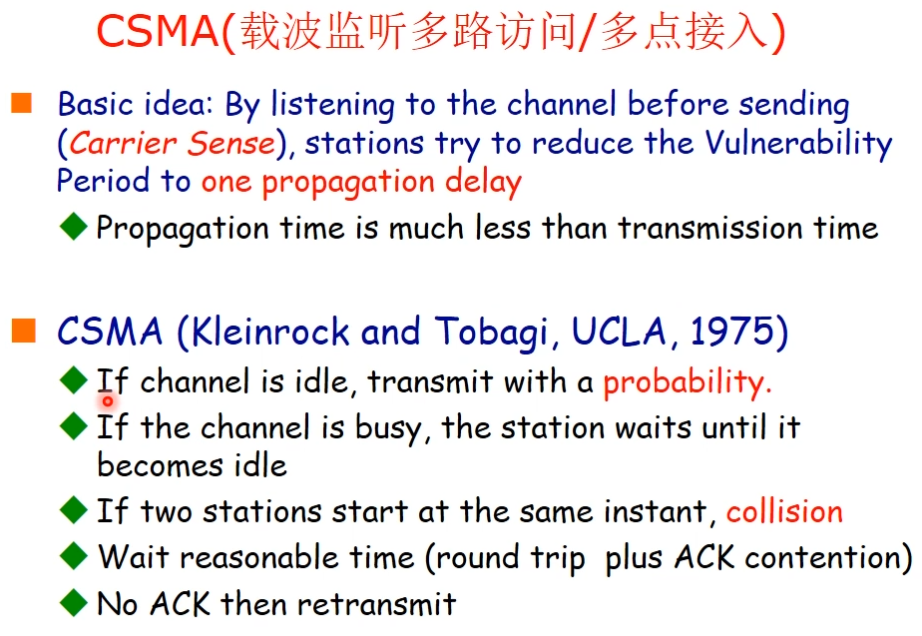 CSMA(载波监听多路访问/多点接入)
Basic idea: By listening to the channel before sending
(Carrier Sense), stations try to reduce the Vulnerability
Period to one propagation delay
Propagation time is much less than transmission time
CSMA (Kleinrock and Tobagi, UCLA, 1975)
If channel is idle, transmit with a probability.
If the channel is busy, the station waits until it
becomes idle
If two stations start at the same instant, collision
Wait reasonable time (round trip plus ACK contention)
No ACK then retransmit